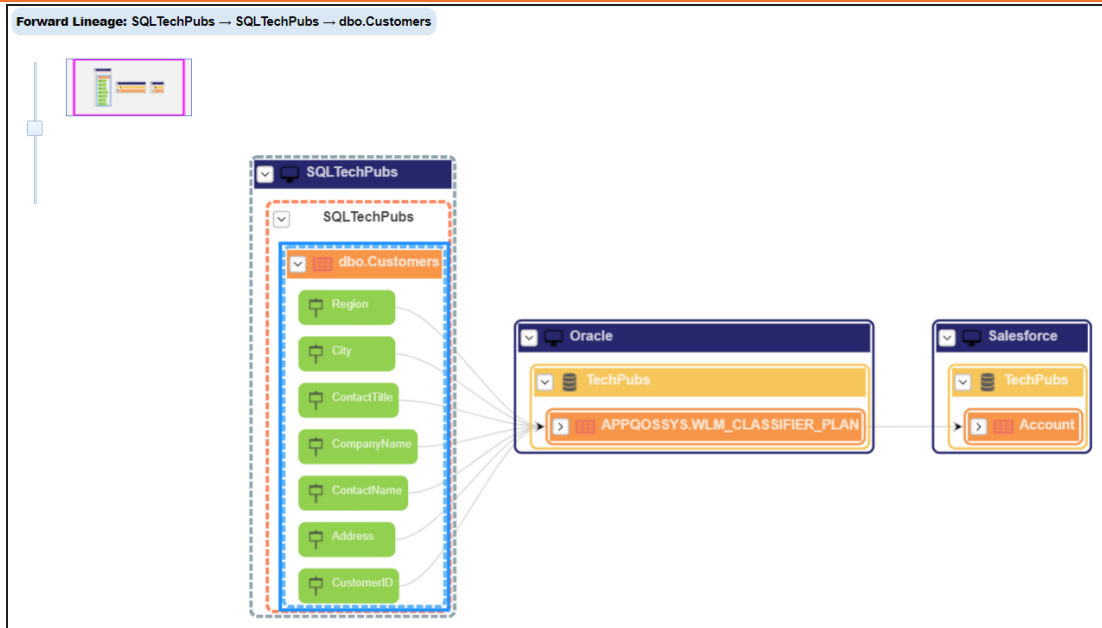 Forward Lineage: SQLTechPubs → SQLTechPubs → dbo.Customers
SQLTechPubs
SQLTechPubs
dbo.Customers
Region
City
ContactTitle
CompanyName
ContactName
Address
CustomerID
Oracle
TechPubs
APPQOSSYS.WLM_CLASSIFIER_PLAN
Salesforce
TechPubs
Account